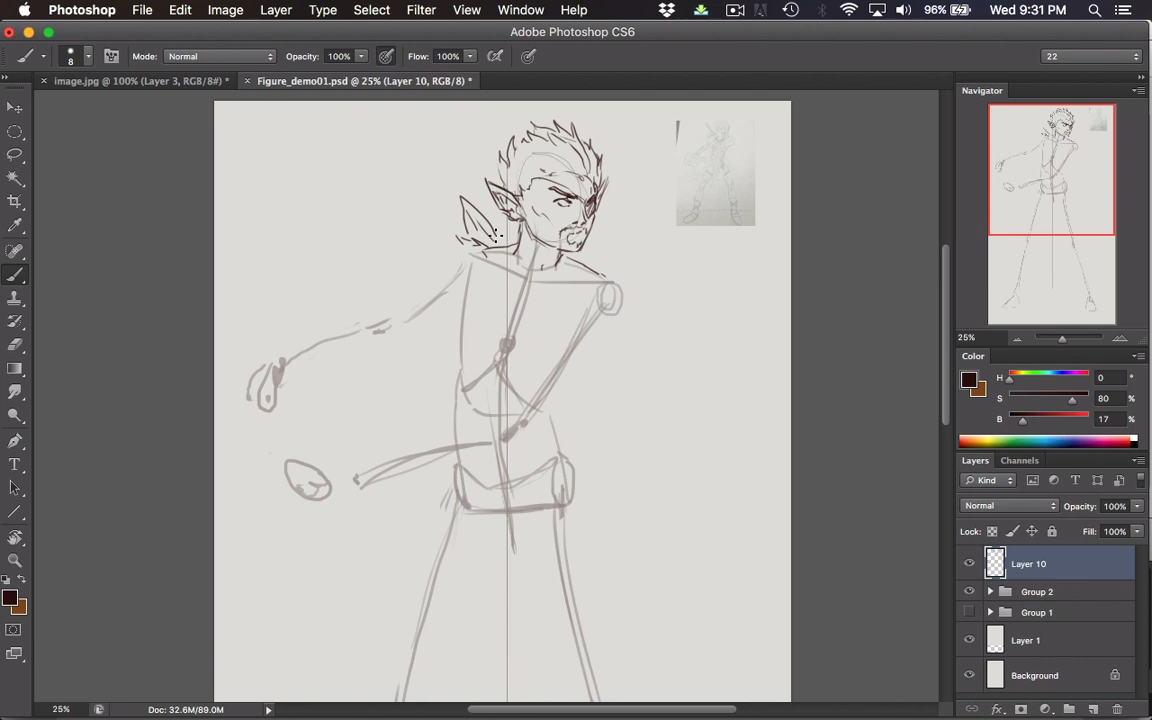 Photoshop File Edit Image Layer Type Select Filter View Window Help 96% Wed 9:31 PM
Adobe Photoshop CS6
8 Mode: Normal Opacity: 100% Flow: 100% 22
image.jpg @ 100% (Layer 3, RGB/8#) * Figure_demo01.psd @ 25% (Layer 10, RGB/8) * Navigator
25%
Color
H 0 °
S 80 %
B 17 %
Layers Channels
Kind
Normal Opacity: 100%
Lock: Fill: 100%
Layer 10
Group 2
Group 1
Layer 1
Background
25% Doc: 32.6M/89.0M fx